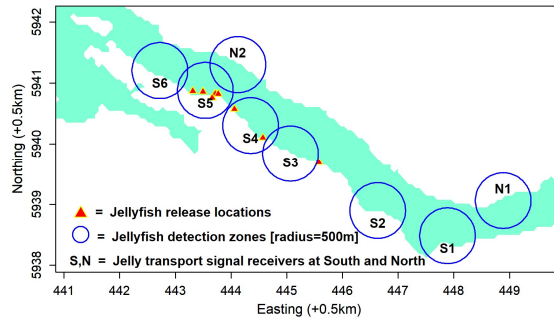 5942
5941
5940
5939
5938
Northing (+0.5km)
N2
S6
S5
S4
S3
N1
S2
S1
= Jellyfish release locations
= Jellyfish detection zones [radius=500m]
S,N = Jelly transport signal receivers at South and North
441 442 443 444 445 446 447 448 449
Easting (+0.5km)